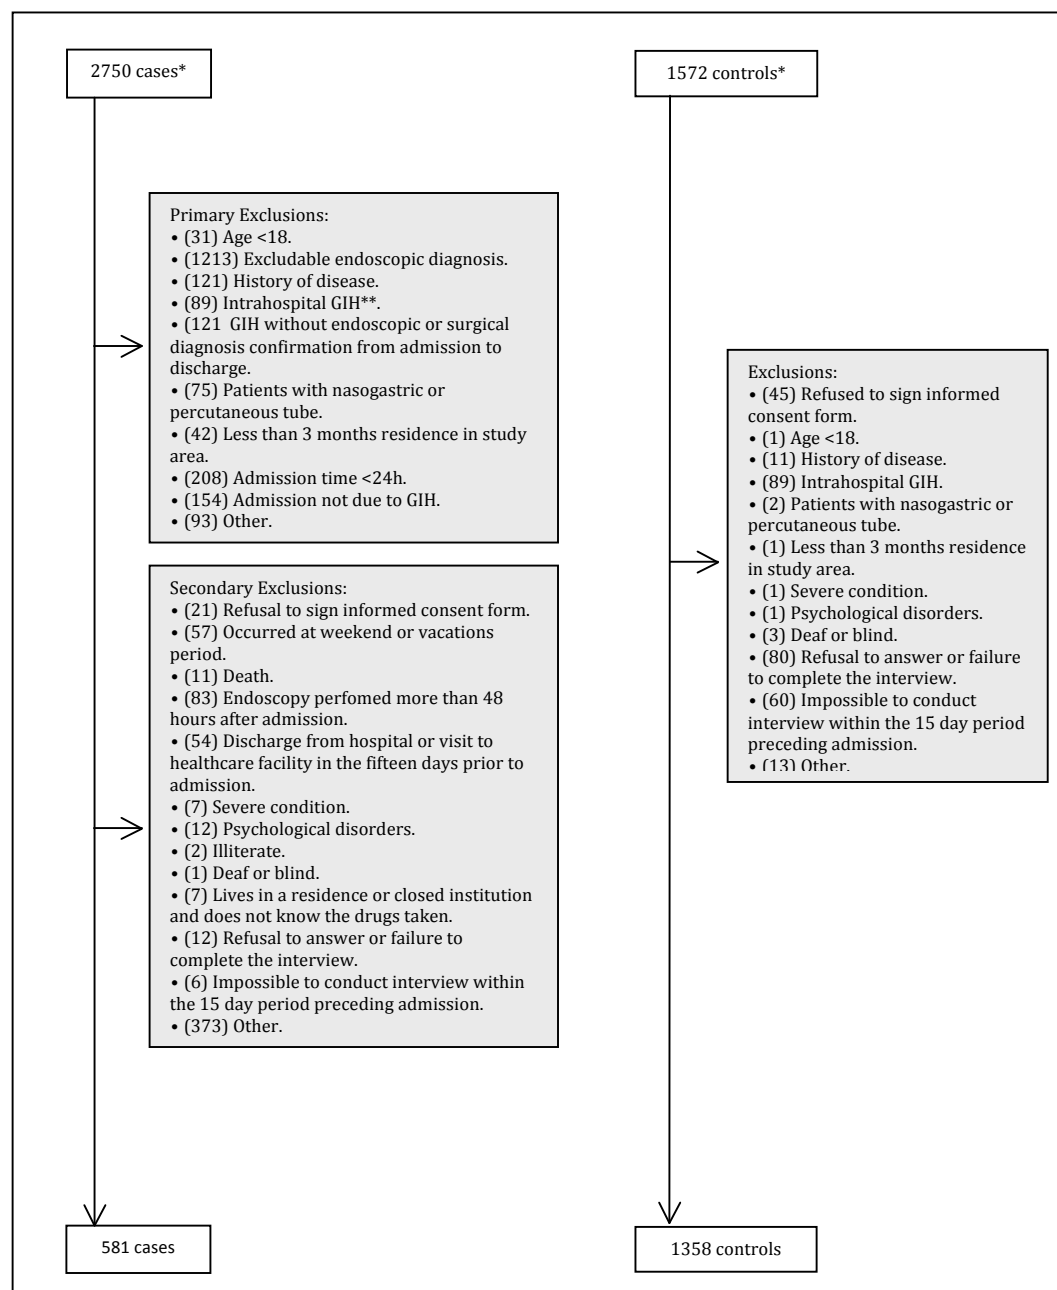 2750 cases*
1572 controls*
Primary Exclusions:
• (31) Age <18.
• (1213) Excludable endoscopic diagnosis.
• (121) History of disease.
• (89) Intrahospital GIH**.
• (121  GIH without endoscopic or surgical
diagnosis confirmation from admission to
discharge.
• (75) Patients with nasogastric or
percutaneous tube.
• (42) Less than 3 months residence in study
area.
• (208) Admission time <24h.
• (154) Admission not due to GIH.
• (93) Other.
Exclusions:
• (45) Refused to sign informed
consent form.
• (1) Age <18.
• (11) History of disease.
• (89) Intrahospital GIH.
• (2) Patients with nasogastric or
percutaneous tube.
• (1) Less than 3 months residence
in study area.
• (1) Severe condition.
• (1) Psychological disorders.
• (3) Deaf or blind.
• (80) Refusal to answer or failure
to complete the interview.
• (60) Impossible to conduct
interview within the 15 day period
preceding admission.
• (13) Other.
Secondary Exclusions:
• (21) Refusal to sign informed consent form.
• (57) Occurred at weekend or vacations
period.
• (11) Death.
• (83) Endoscopy perfomed more than 48
hours after admission.
• (54) Discharge from hospital or visit to
healthcare facility in the fifteen days prior to
admission.
• (7) Severe condition.
• (12) Psychological disorders.
• (2) Illiterate.
• (1) Deaf or blind.
• (7) Lives in a residence or closed institution
and does not know the drugs taken.
• (12) Refusal to answer or failure to
complete the interview.
• (6) Impossible to conduct interview within
the 15 day period preceding admission.
• (373) Other.
581 cases
1358 controls